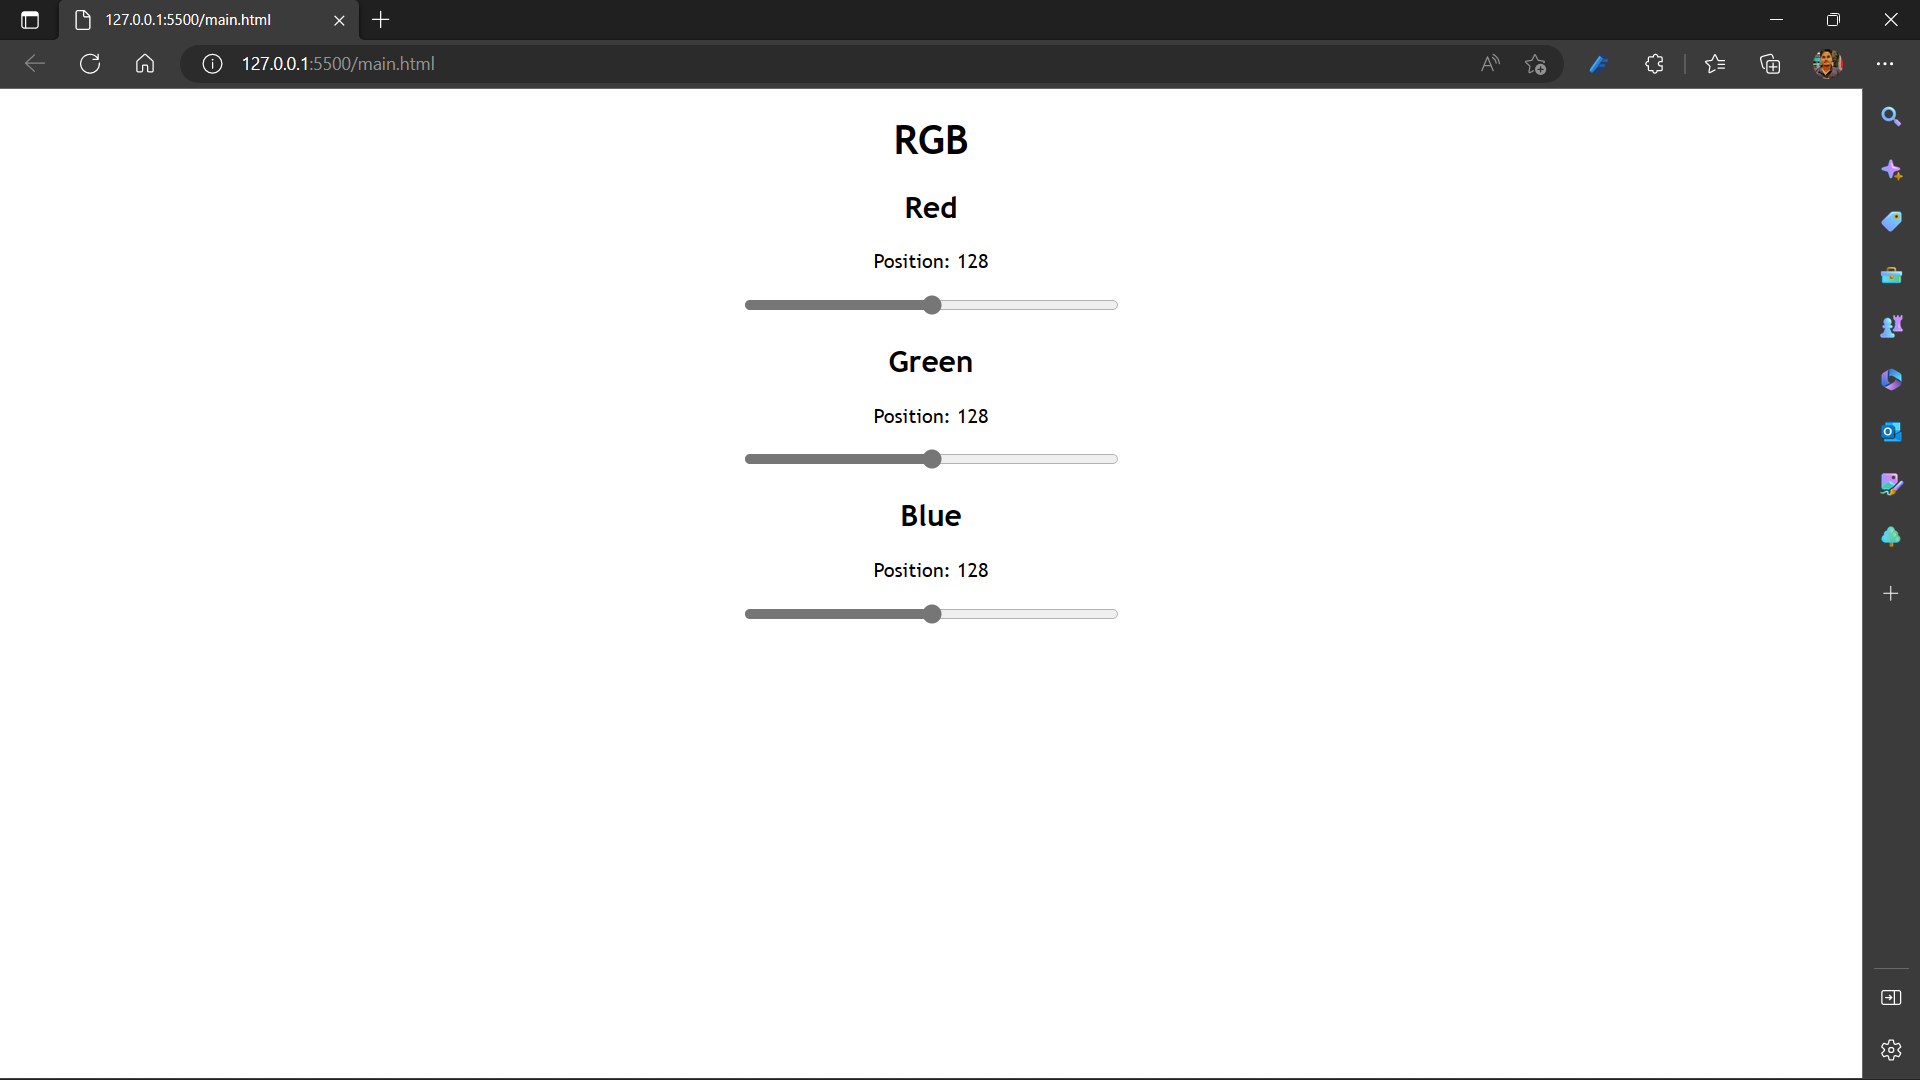 127.0.0.1:5500/main.html
127.0.0.1:5500/main.html
RGB
Red
Position: 128
Green
Position: 128
Blue
Position: 128